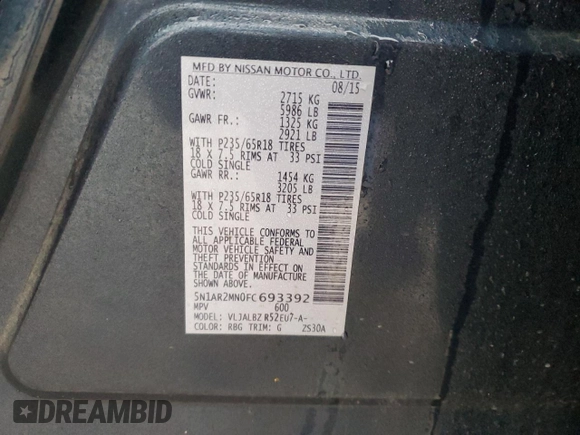 MFD BY NISSAN MOTOR CO., LTD.
DATE: 08/15
GVWR: 2715 KG
5986 LB
GAWR FR.: 1325 KG
2921 LB
WITH P235/65R18 TIRES
18 X 7.5 RIMS AT 33 PSI
COLD SINGLE
GAWR RR.: 1454 KG
3205 LB
WITH P235/65R18 TIRES
18 X 7.5 RIMS AT 33 PSI
COLD SINGLE
THIS VEHICLE CONFORMS TO
ALL APPLICABLE FEDERAL
MOTOR VEHICLE SAFETY AND
THEFT PREVENTION
STANDARDS IN EFFECT ON
THE DATE OF MANUFACTURE
SHOWN ABOVE.
5N1AR2MN0FC693392
MPV 600
MODEL: VLJALBZ R52EU7-A-
COLOR: RBG TRIM: G ZS30A
DREAMBID